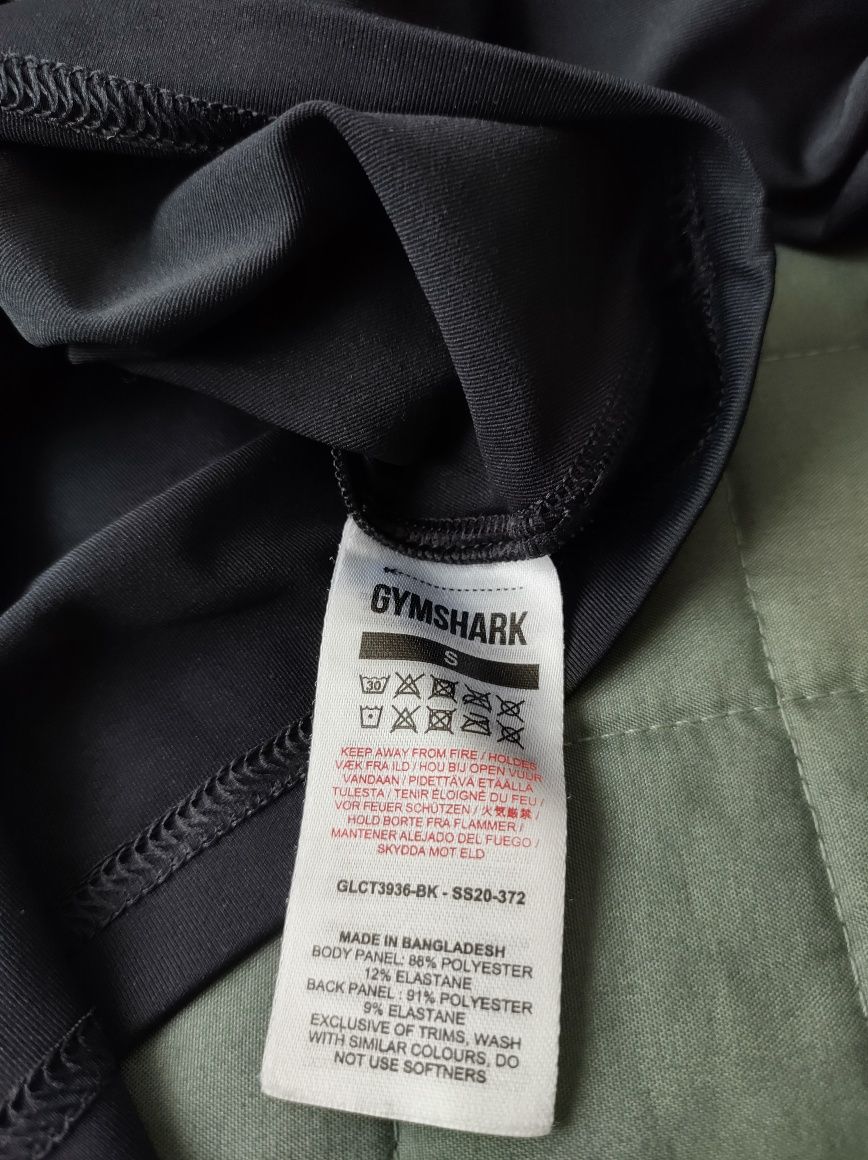 GYMSHARK
S
30
KEEP AWAY FROM FIRE / HOLDES
VÆK FRA ILD / HOU BIJ OPEN VUUR
VANDAAN / PIDETTÄVÄ ETÄÄLLÄ
TULESTA / TENIR ÉLOIGNÉ DU FEU /
VOR FEUER SCHÜTZEN / 火気厳禁 /
HOLD BORTE FRA FLAMMER /
MANTENER ALEJADO DEL FUEGO /
SKYDDA MOT ELD
GLCT3936-BK - SS20-372
MADE IN BANGLADESH
BODY PANEL: 88% POLYESTER
12% ELASTANE
BACK PANEL : 91% POLYESTER
9% ELASTANE
EXCLUSIVE OF TRIMS, WASH
WITH SIMILAR COLOURS, DO
NOT USE SOFTNERS